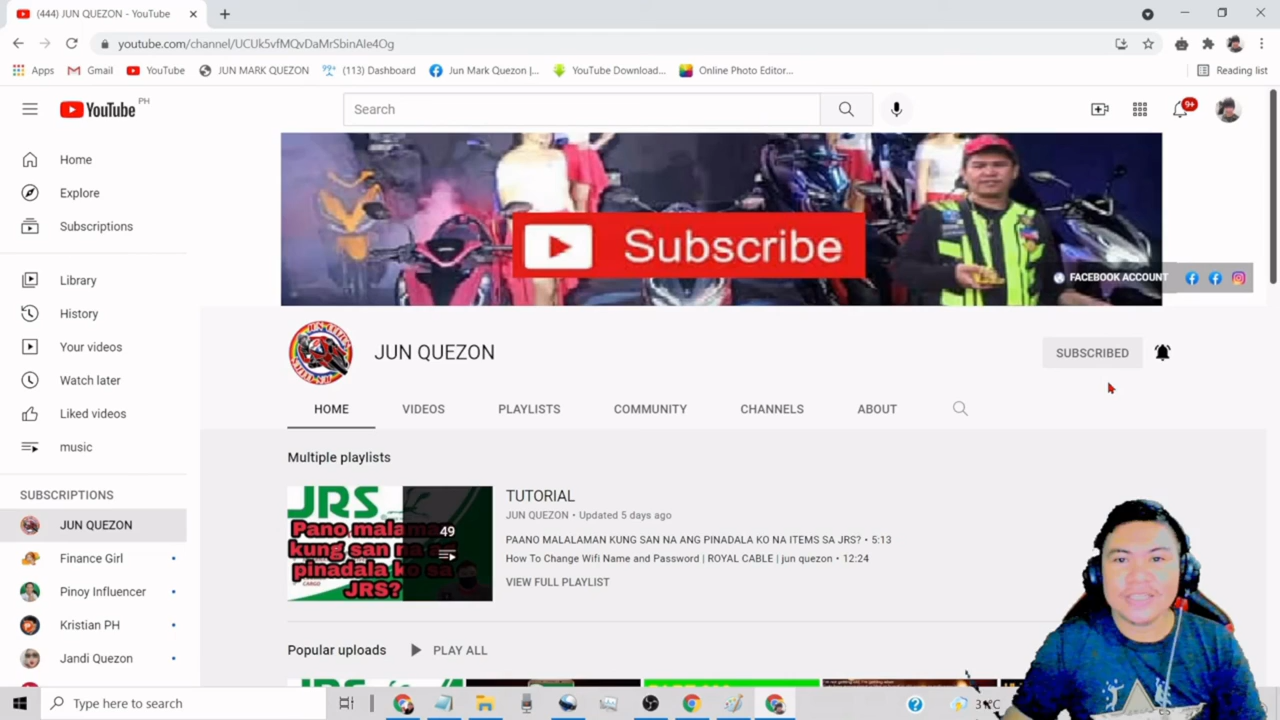 (444) JUN QUEZON - YouTube
youtube.com/channel/UCUk5vfMQvDaMrSbinAle4Og
Apps
Gmail
YouTube
JUN MARK QUEZON
(113) Dashboard
Jun Mark Quezon |...
YouTube Download...
Online Photo Editor...
Reading list
YouTube PH
Search
9+
Home
Explore
Subscriptions
Library
History
Your videos
Watch later
Liked videos
music
SUBSCRIPTIONS
JUN QUEZON
Finance Girl
Pinoy Influencer
Kristian PH
Jandi Quezon
Subscribe
FACEBOOK ACCOUNT
JUN QUEZON
SUBSCRIBED
HOME
VIDEOS
PLAYLISTS
COMMUNITY
CHANNELS
ABOUT
Multiple playlists
JRS
Pano malama
kung san na
pinadala ko sa
JRS?
49
TUTORIAL
JUN QUEZON • Updated 5 days ago
PAANO MALALAMAN KUNG SAN NA ANG PINADALA KO NA ITEMS SA JRS? • 5:13
How To Change Wifi Name and Password | ROYAL CABLE | jun quezon • 12:24
VIEW FULL PLAYLIST
Popular uploads
PLAY ALL
Type here to search